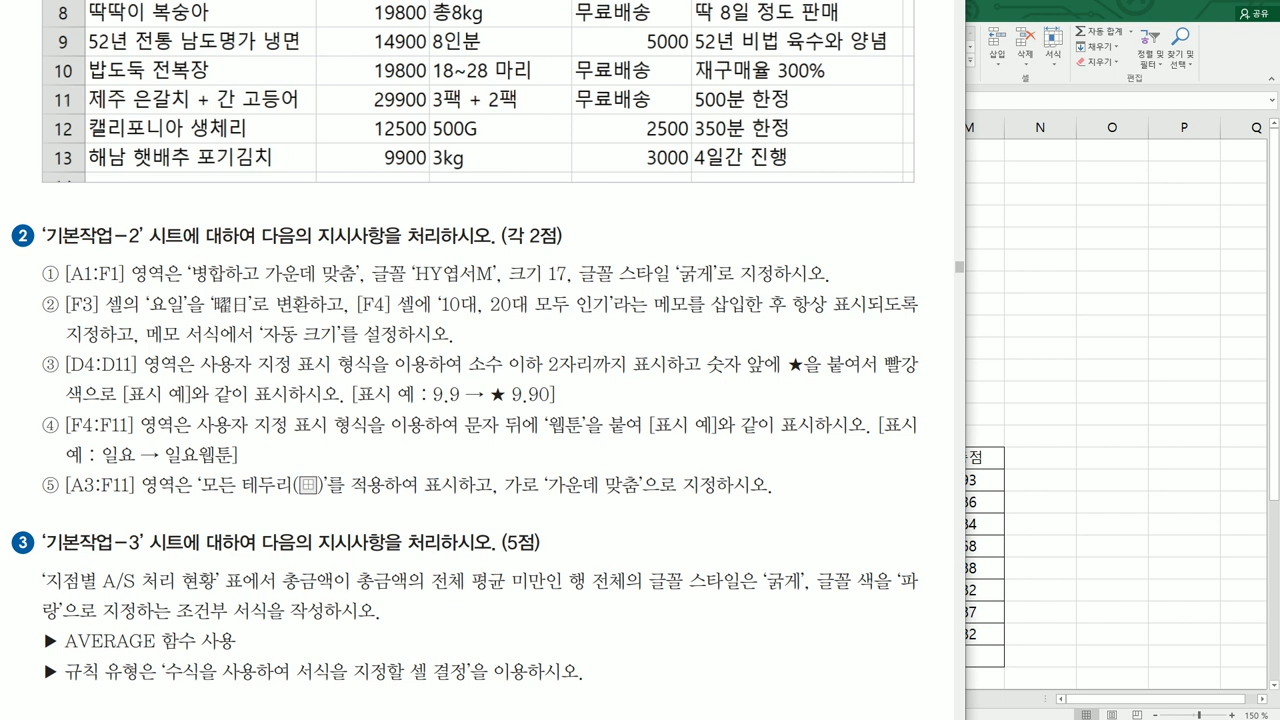 8 딱딱이 복숭아 19800 총8kg 무료배송 딱 8일 정도 판매
9 52년 전통 남도명가 냉면 14900 8인분 5000 52년 비법 육수와 양념
10 밥도둑 전복장 19800 18~28 마리 무료배송 재구매율 300%
11 제주 은갈치 + 간 고등어 29900 3팩 + 2팩 무료배송 500분 한정
12 캘리포니아 생체리 12500 500G 2500 350분 한정
13 해남 햇배추 포기김치 9900 3kg 3000 4일간 진행
2 '기본작업-2' 시트에 대하여 다음의 지시사항을 처리하시오. (각 2점)
① [A1:F1] 영역은 '병합하고 가운데 맞춤', 글꼴 'HY엽서M', 크기 17, 글꼴 스타일 '굵게'로 지정하시오.
② [F3] 셀의 '요일'을 '曜日'로 변환하고, [F4] 셀에 '10대, 20대 모두 인기'라는 메모를 삽입한 후 항상 표시되도록
지정하고, 메모 서식에서 '자동 크기'를 설정하시오.
③ [D4:D11] 영역은 사용자 지정 표시 형식을 이용하여 소수 이하 2자리까지 표시하고 숫자 앞에 ★을 붙여서 빨강
색으로 [표시 예]와 같이 표시하시오. [표시 예 : 9.9 → ★ 9.90]
④ [F4:F11] 영역은 사용자 지정 표시 형식을 이용하여 문자 뒤에 '웹툰'을 붙여 [표시 예]와 같이 표시하시오. [표시
예 : 일요 → 일요웹툰]
⑤ [A3:F11] 영역은 '모든 테두리(田)'를 적용하여 표시하고, 가로 '가운데 맞춤'으로 지정하시오.
3 '기본작업-3' 시트에 대하여 다음의 지시사항을 처리하시오. (5점)
'지점별 A/S 처리 현황' 표에서 총금액이 총금액의 전체 평균 미만인 행 전체의 글꼴 스타일은 '굵게', 글꼴 색을 '파
랑'으로 지정하는 조건부 서식을 작성하시오.
▶ AVERAGE 함수 사용
▶ 규칙 유형은 '수식을 사용하여 서식을 지정할 셀 결정'을 이용하시오.
공유
삽입 삭제 서식
자동 합계
채우기
지우기
정렬 및 필터
찾기 및 선택
셀 편집
M N O P Q
점
150 %